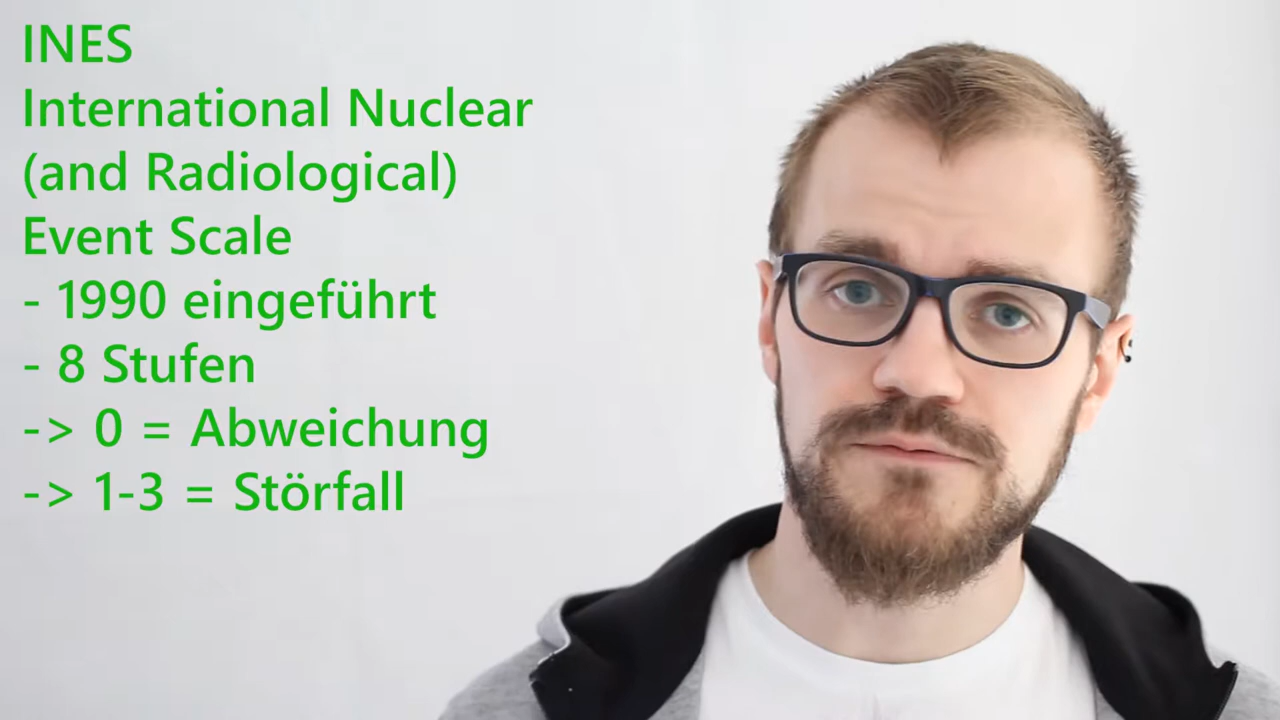 INES
International Nuclear
(and Radiological)
Event Scale
- 1990 eingeführt
- 8 Stufen
-> 0 = Abweichung
-> 1-3 = Störfall